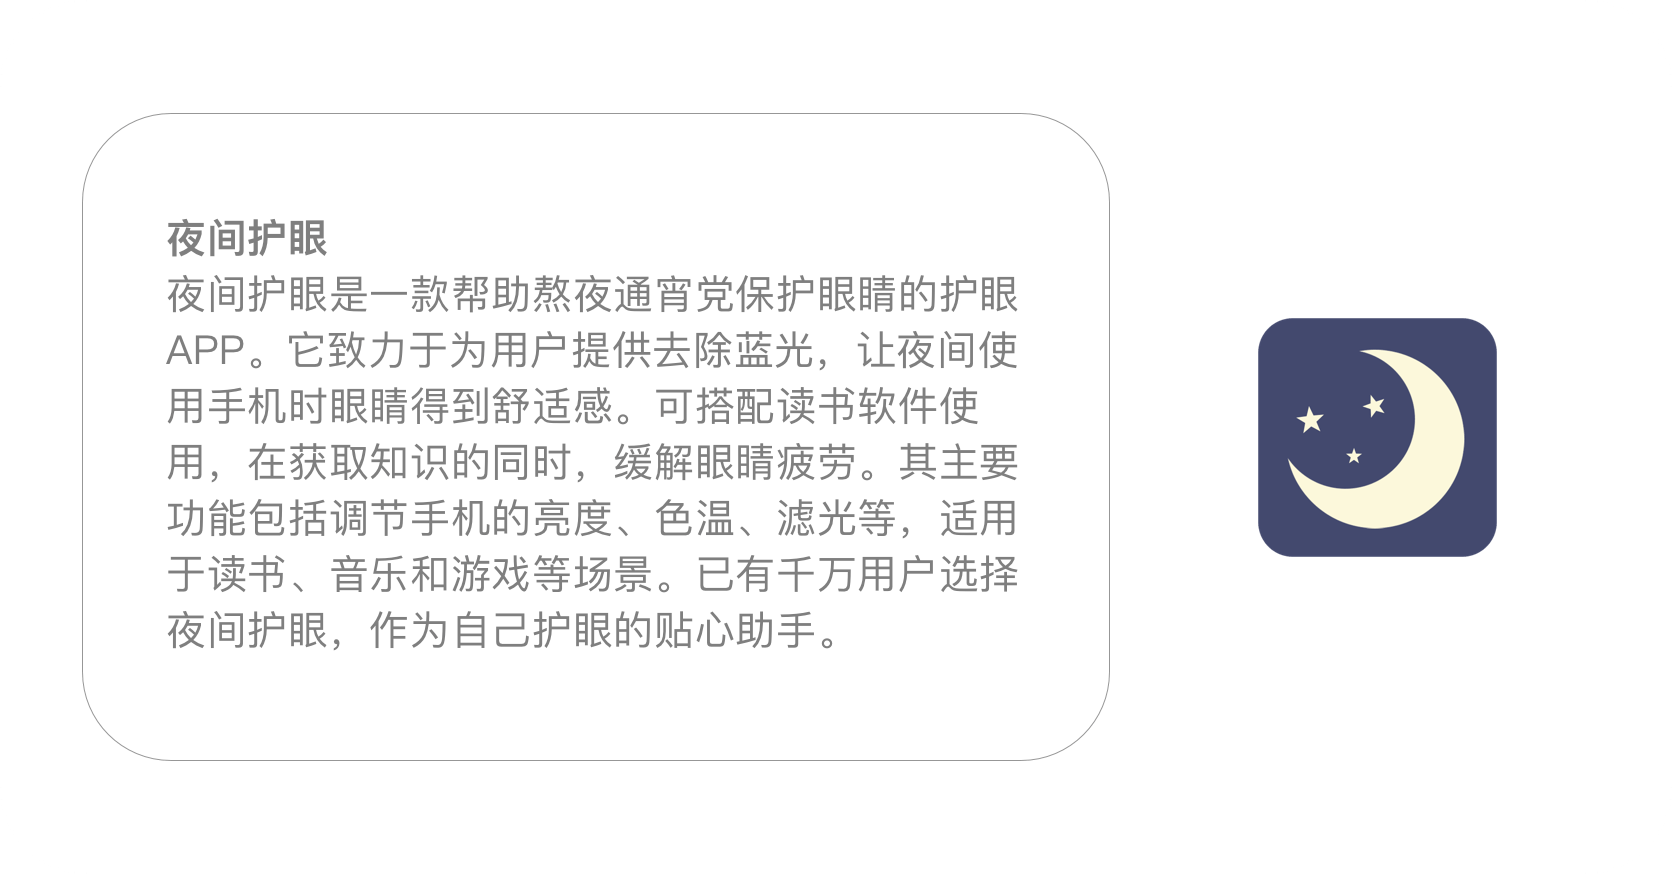 夜间护眼
夜间护眼是一款帮助熬夜通宵党保护眼睛的护眼
APP。它致力于为用户提供去除蓝光，让夜间使
用手机时眼睛得到舒适感。可搭配读书软件使
用，在获取知识的同时，缓解眼睛疲劳。其主要
功能包括调节手机的亮度、色温、滤光等，适用
于读书、音乐和游戏等场景。已有千万用户选择
夜间护眼，作为自己护眼的贴心助手。